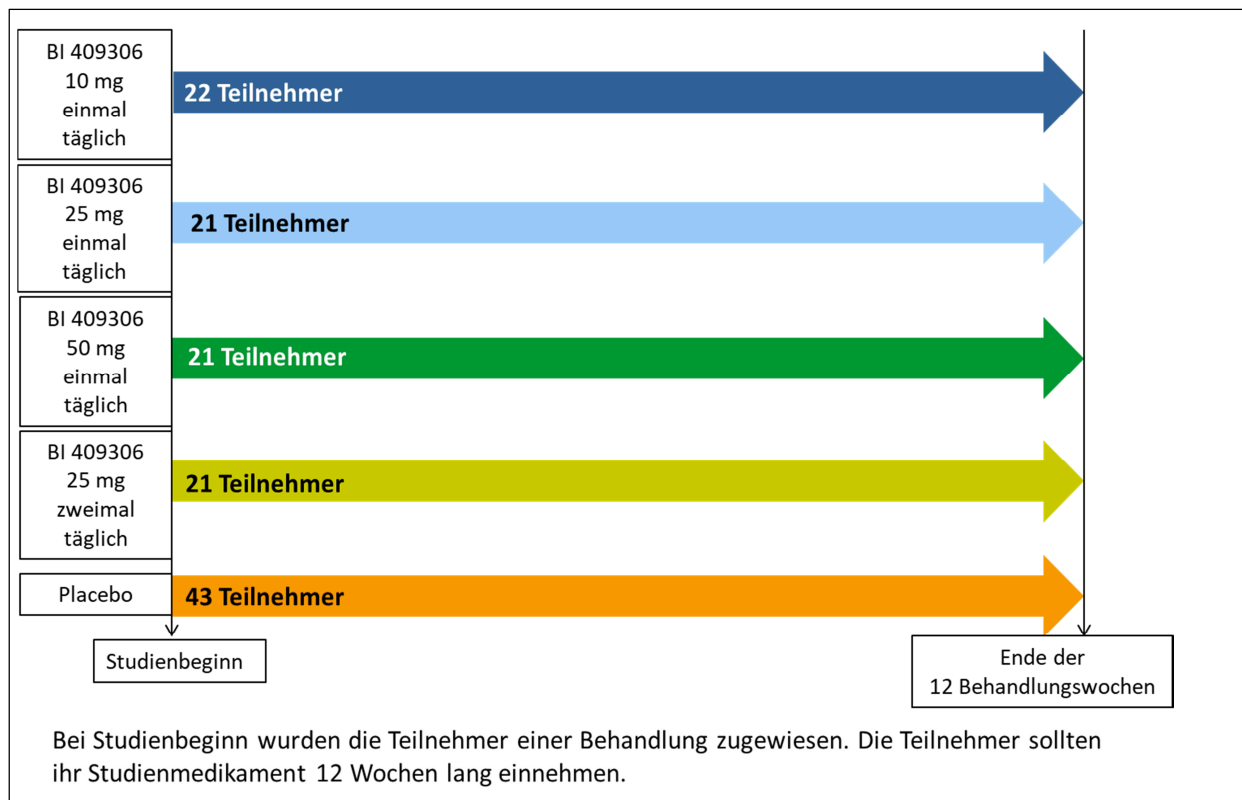 BI 409306
10 mg
einmal
täglich
22 Teilnehmer
BI 409306
25 mg
einmal
täglich
21 Teilnehmer
BI 409306
50 mg
einmal
täglich
21 Teilnehmer
BI 409306
25 mg
zweimal
täglich
21 Teilnehmer
Placebo
43 Teilnehmer
Studienbeginn
Ende der
12 Behandlungswochen
Bei Studienbeginn wurden die Teilnehmer einer Behandlung zugewiesen. Die Teilnehmer sollten
ihr Studienmedikament 12 Wochen lang einnehmen.